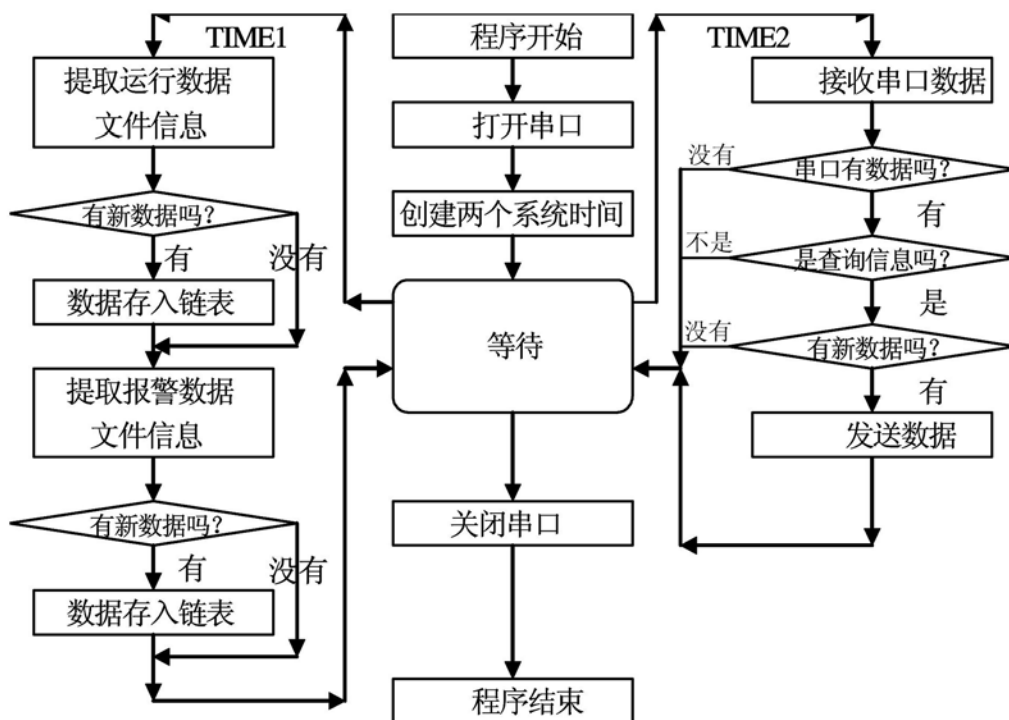 TIME1
提取运行数据
文件信息
有新数据吗?
有
没有
数据存入链表
提取报警数据
文件信息
有新数据吗?
有
没有
数据存入链表
程序开始
打开串口
创建两个系统时间
等待
关闭串口
程序结束
TIME2
接收串口数据
没有
串口有数据吗?
有
不是
是查询信息吗?
是
没有
有新数据吗?
有
发送数据